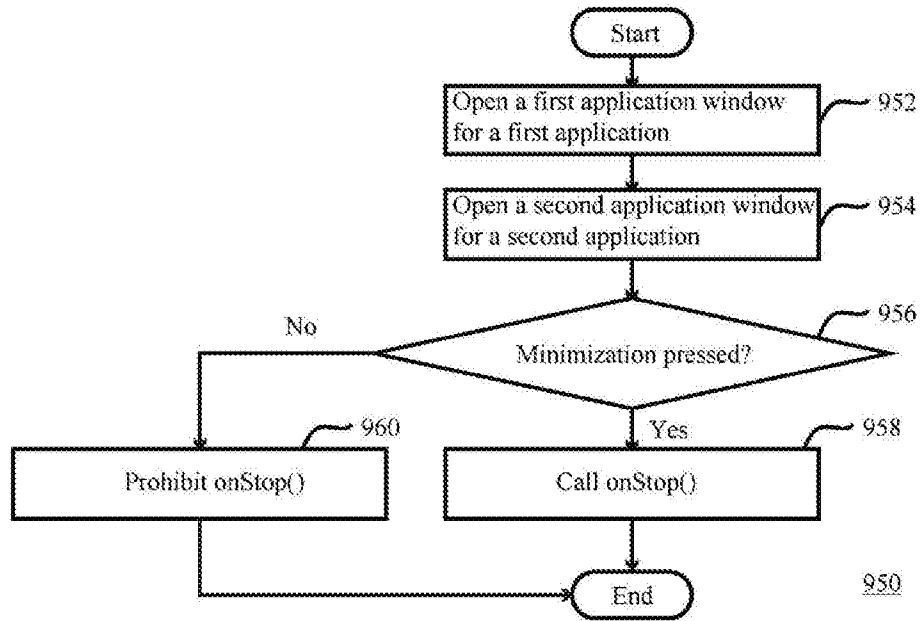 Start
Open a first application window
for a first application
952
Open a second application window
for a second application
954
956
No
Minimization pressed?
960
Yes
958
Prohibit onStop()
Call onStop()
End
950